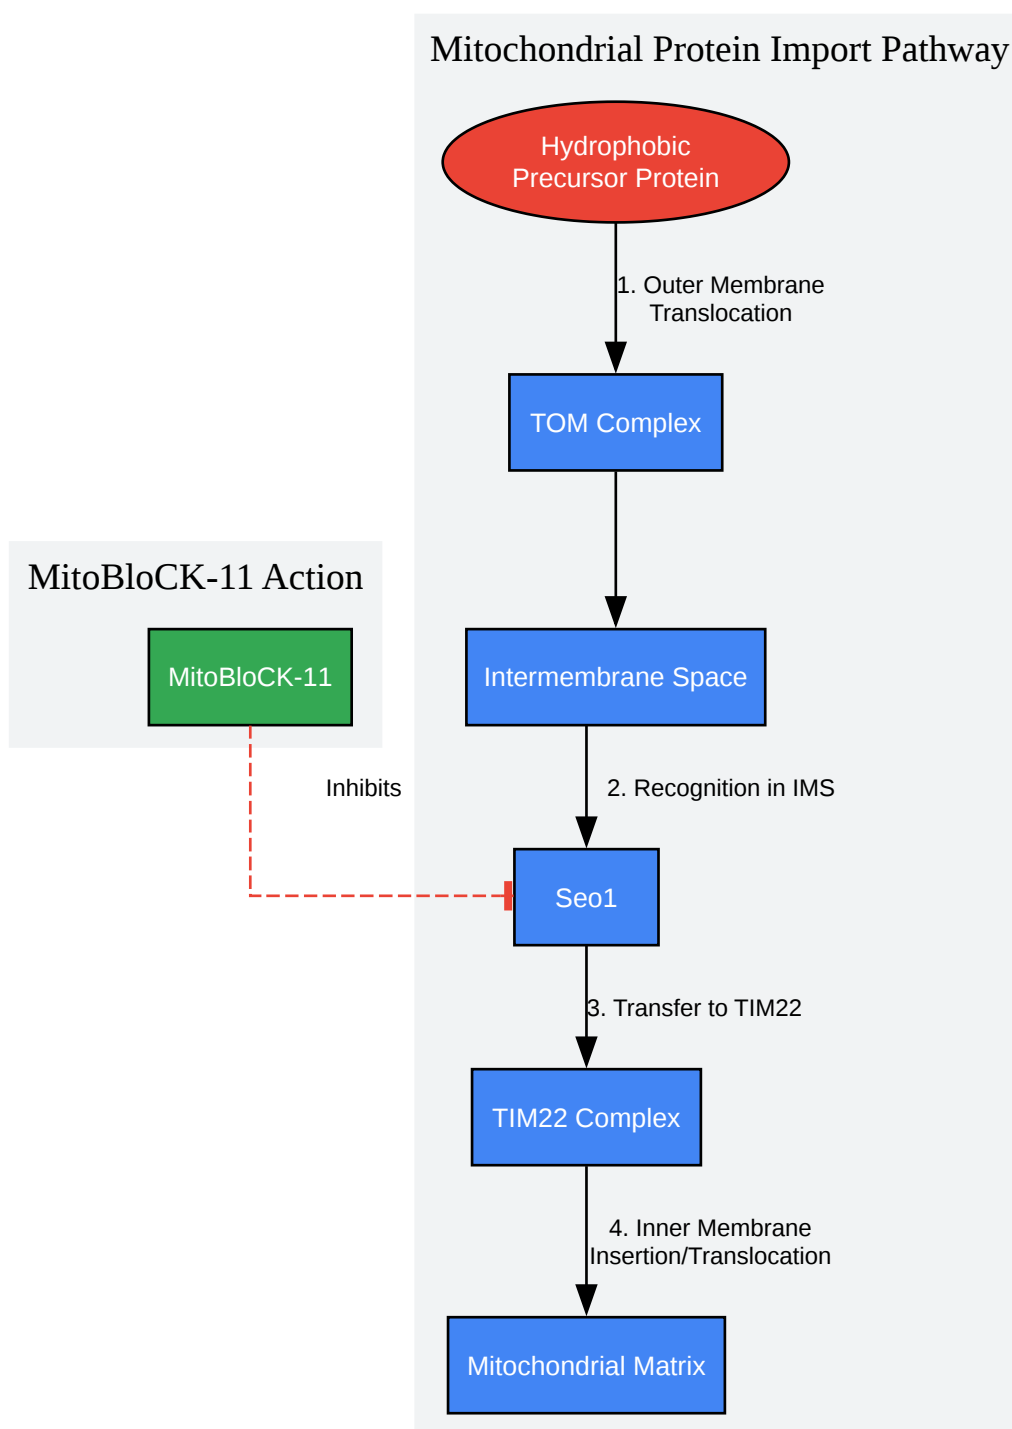 Mitochondrial Protein Import Pathway
Hydrophobic
Precursor Protein
1. Outer Membrane
Translocation
TOM Complex
MitoBloCK-11 Action
MitoBloCK-11
Intermembrane Space
Inhibits
2. Recognition in IMS
Seo1
3. Transfer to TIM22
TIM22 Complex
4. Inner Membrane
Insertion/Translocation
Mitochondrial Matrix